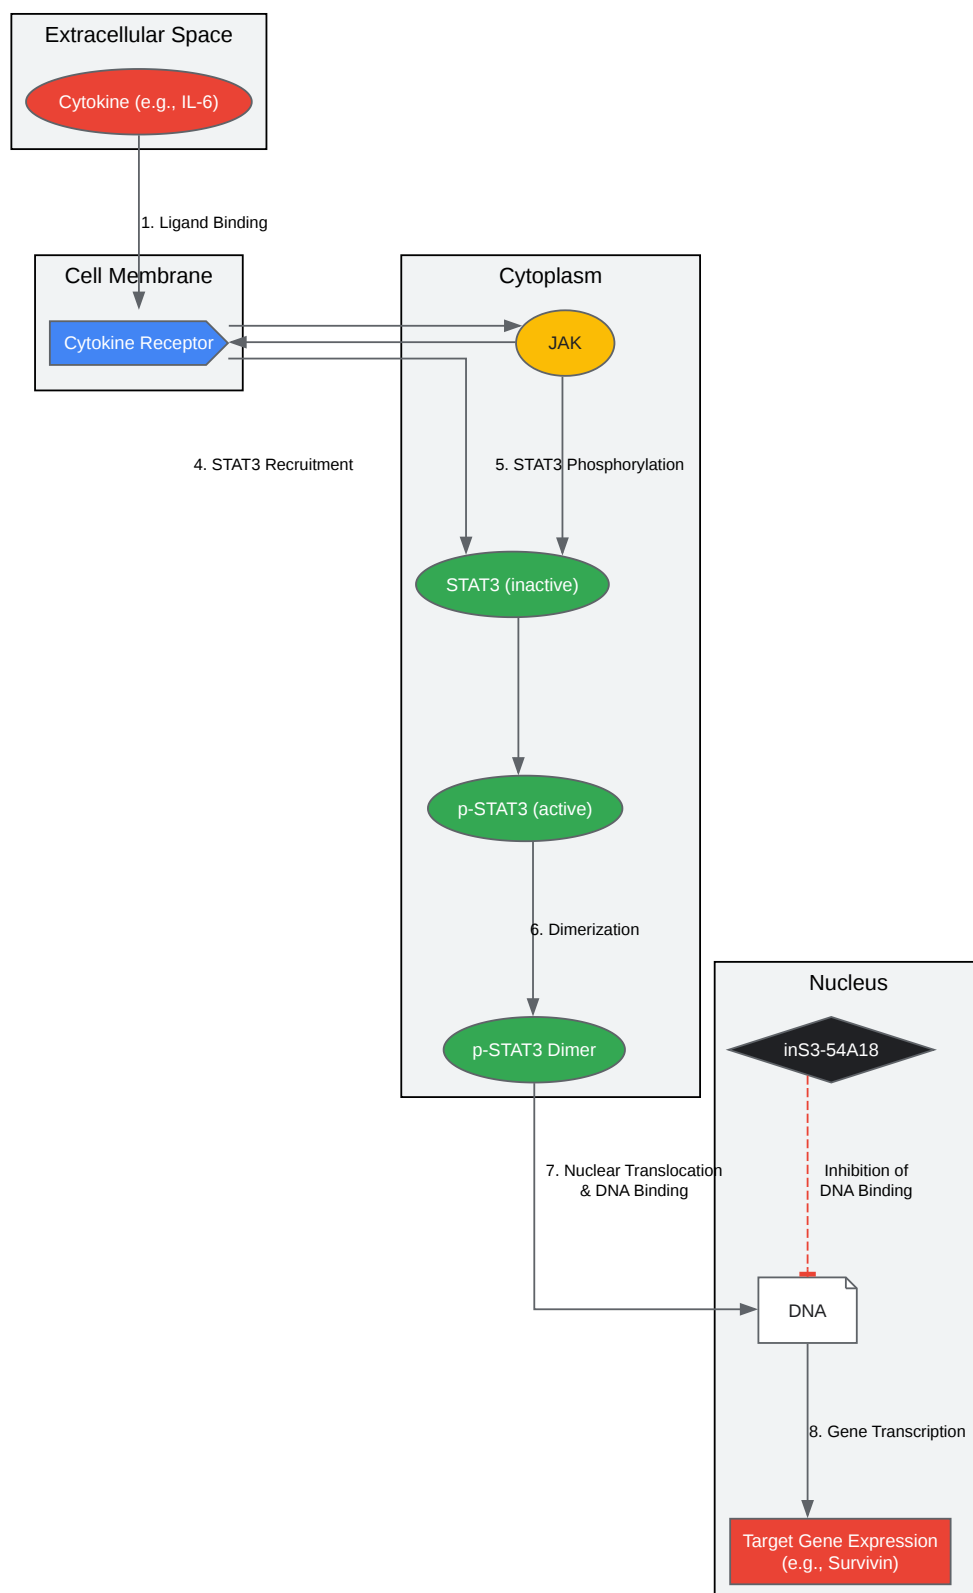 Extracellular Space
Cytokine (e.g., IL-6)
1. Ligand Binding
Cell Membrane
Cytoplasm
Cytokine Receptor
JAK
4. STAT3 Recruitment
5. STAT3 Phosphorylation
STAT3 (inactive)
p-STAT3 (active)
6. Dimerization
Nucleus
p-STAT3 Dimer
inS3-54A18
7. Nuclear Translocation
& DNA Binding
Inhibition of
DNA Binding
DNA
8. Gene Transcription
Target Gene Expression
(e.g., Survivin)